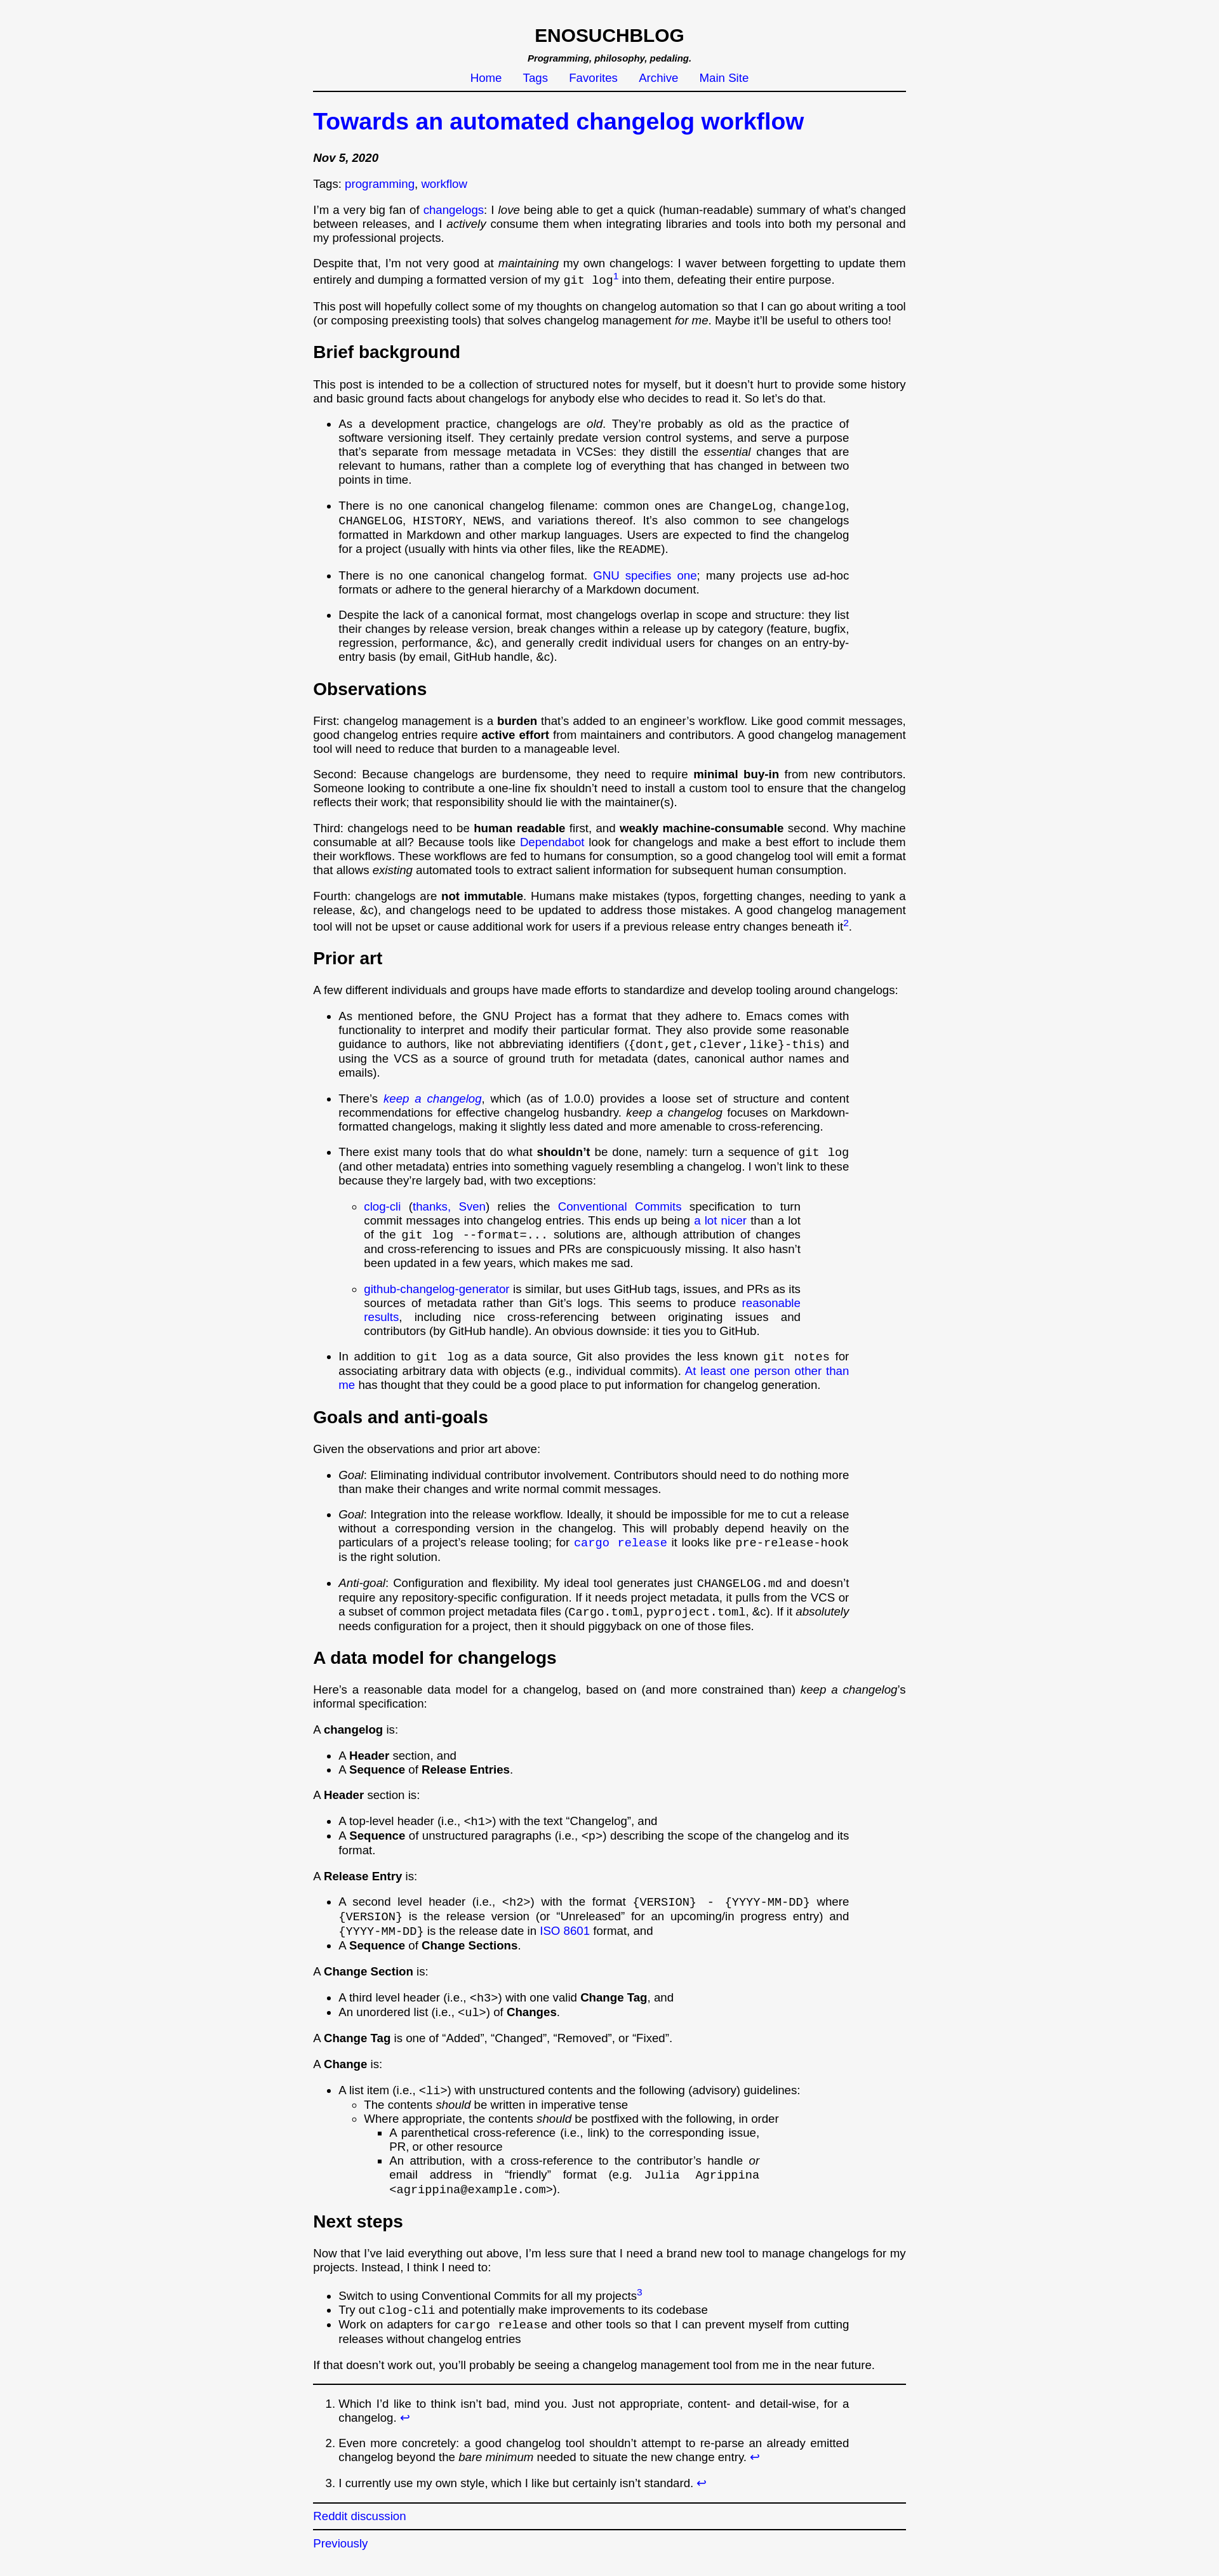 ENOSUCHBLOG
Programming, philosophy, pedaling.
Home Tags Favorites Archive Main Site
Towards an automated changelog workflow
Nov 5, 2020
Tags: programming, workflow
I’m a very big fan of changelogs: I love being able to get a quick (human-readable) summary of what’s changed
between releases, and I actively consume them when integrating libraries and tools into both my personal and
my professional projects.
Despite that, I’m not very good at maintaining my own changelogs: I waver between forgetting to update them
entirely and dumping a formatted version of my git log1 into them, defeating their entire purpose.
This post will hopefully collect some of my thoughts on changelog automation so that I can go about writing a tool
(or composing preexisting tools) that solves changelog management for me. Maybe it’ll be useful to others too!
Brief background
This post is intended to be a collection of structured notes for myself, but it doesn’t hurt to provide some history
and basic ground facts about changelogs for anybody else who decides to read it. So let’s do that.
• As a development practice, changelogs are old. They’re probably as old as the practice of
software versioning itself. They certainly predate version control systems, and serve a purpose
that’s separate from message metadata in VCSes: they distill the essential changes that are
relevant to humans, rather than a complete log of everything that has changed in between two
points in time.
• There is no one canonical changelog filename: common ones are ChangeLog, changelog,
CHANGELOG, HISTORY, NEWS, and variations thereof. It’s also common to see changelogs
formatted in Markdown and other markup languages. Users are expected to find the changelog
for a project (usually with hints via other files, like the README).
• There is no one canonical changelog format. GNU specifies one; many projects use ad-hoc
formats or adhere to the general hierarchy of a Markdown document.
• Despite the lack of a canonical format, most changelogs overlap in scope and structure: they list
their changes by release version, break changes within a release up by category (feature, bugfix,
regression, performance, &c), and generally credit individual users for changes on an entry-by-
entry basis (by email, GitHub handle, &c).
Observations
First: changelog management is a burden that’s added to an engineer’s workflow. Like good commit messages,
good changelog entries require active effort from maintainers and contributors. A good changelog management
tool will need to reduce that burden to a manageable level.
Second: Because changelogs are burdensome, they need to require minimal buy-in from new contributors.
Someone looking to contribute a one-line fix shouldn’t need to install a custom tool to ensure that the changelog
reflects their work; that responsibility should lie with the maintainer(s).
Third: changelogs need to be human readable first, and weakly machine-consumable second. Why machine
consumable at all? Because tools like Dependabot look for changelogs and make a best effort to include them
their workflows. These workflows are fed to humans for consumption, so a good changelog tool will emit a format
that allows existing automated tools to extract salient information for subsequent human consumption.
Fourth: changelogs are not immutable. Humans make mistakes (typos, forgetting changes, needing to yank a
release, &c), and changelogs need to be updated to address those mistakes. A good changelog management
tool will not be upset or cause additional work for users if a previous release entry changes beneath it2.
Prior art
A few different individuals and groups have made efforts to standardize and develop tooling around changelogs:
• As mentioned before, the GNU Project has a format that they adhere to. Emacs comes with
functionality to interpret and modify their particular format. They also provide some reasonable
guidance to authors, like not abbreviating identifiers ({dont,get,clever,like}-this) and
using the VCS as a source of ground truth for metadata (dates, canonical author names and
emails).
• There’s keep a changelog, which (as of 1.0.0) provides a loose set of structure and content
recommendations for effective changelog husbandry. keep a changelog focuses on Markdown-
formatted changelogs, making it slightly less dated and more amenable to cross-referencing.
• There exist many tools that do what shouldn’t be done, namely: turn a sequence of git log
(and other metadata) entries into something vaguely resembling a changelog. I won’t link to these
because they’re largely bad, with two exceptions:
◦ clog-cli (thanks, Sven) relies the Conventional Commits specification to turn
commit messages into changelog entries. This ends up being a lot nicer than a lot
of the git log --format=... solutions are, although attribution of changes
and cross-referencing to issues and PRs are conspicuously missing. It also hasn’t
been updated in a few years, which makes me sad.
◦ github-changelog-generator is similar, but uses GitHub tags, issues, and PRs as its
sources of metadata rather than Git’s logs. This seems to produce reasonable
results, including nice cross-referencing between originating issues and
contributors (by GitHub handle). An obvious downside: it ties you to GitHub.
• In addition to git log as a data source, Git also provides the less known git notes for
associating arbitrary data with objects (e.g., individual commits). At least one person other than
me has thought that they could be a good place to put information for changelog generation.
Goals and anti-goals
Given the observations and prior art above:
• Goal: Eliminating individual contributor involvement. Contributors should need to do nothing more
than make their changes and write normal commit messages.
• Goal: Integration into the release workflow. Ideally, it should be impossible for me to cut a release
without a corresponding version in the changelog. This will probably depend heavily on the
particulars of a project’s release tooling; for cargo release it looks like pre-release-hook
is the right solution.
• Anti-goal: Configuration and flexibility. My ideal tool generates just CHANGELOG.md and doesn’t
require any repository-specific configuration. If it needs project metadata, it pulls from the VCS or
a subset of common project metadata files (Cargo.toml, pyproject.toml, &c). If it absolutely
needs configuration for a project, then it should piggyback on one of those files.
A data model for changelogs
Here’s a reasonable data model for a changelog, based on (and more constrained than) keep a changelog’s
informal specification:
A changelog is:
• A Header section, and
• A Sequence of Release Entries.
A Header section is:
• A top-level header (i.e., <h1>) with the text “Changelog”, and
• A Sequence of unstructured paragraphs (i.e., <p>) describing the scope of the changelog and its
format.
A Release Entry is:
• A second level header (i.e., <h2>) with the format {VERSION} - {YYYY-MM-DD} where
{VERSION} is the release version (or “Unreleased” for an upcoming/in progress entry) and
{YYYY-MM-DD} is the release date in ISO 8601 format, and
• A Sequence of Change Sections.
A Change Section is:
• A third level header (i.e., <h3>) with one valid Change Tag, and
• An unordered list (i.e., <ul>) of Changes.
A Change Tag is one of “Added”, “Changed”, “Removed”, or “Fixed”.
A Change is:
• A list item (i.e., <li>) with unstructured contents and the following (advisory) guidelines:
◦ The contents should be written in imperative tense
◦ Where appropriate, the contents should be postfixed with the following, in order
▪ A parenthetical cross-reference (i.e., link) to the corresponding issue,
PR, or other resource
▪ An attribution, with a cross-reference to the contributor’s handle or
email address in “friendly” format (e.g. Julia Agrippina
<agrippina@example.com>).
Next steps
Now that I’ve laid everything out above, I’m less sure that I need a brand new tool to manage changelogs for my
projects. Instead, I think I need to:
• Switch to using Conventional Commits for all my projects3
• Try out clog-cli and potentially make improvements to its codebase
• Work on adapters for cargo release and other tools so that I can prevent myself from cutting
releases without changelog entries
If that doesn’t work out, you’ll probably be seeing a changelog management tool from me in the near future.
1. Which I’d like to think isn’t bad, mind you. Just not appropriate, content- and detail-wise, for a
changelog. ↩
2. Even more concretely: a good changelog tool shouldn’t attempt to re-parse an already emitted
changelog beyond the bare minimum needed to situate the new change entry. ↩
3. I currently use my own style, which I like but certainly isn’t standard. ↩
Reddit discussion
Previously